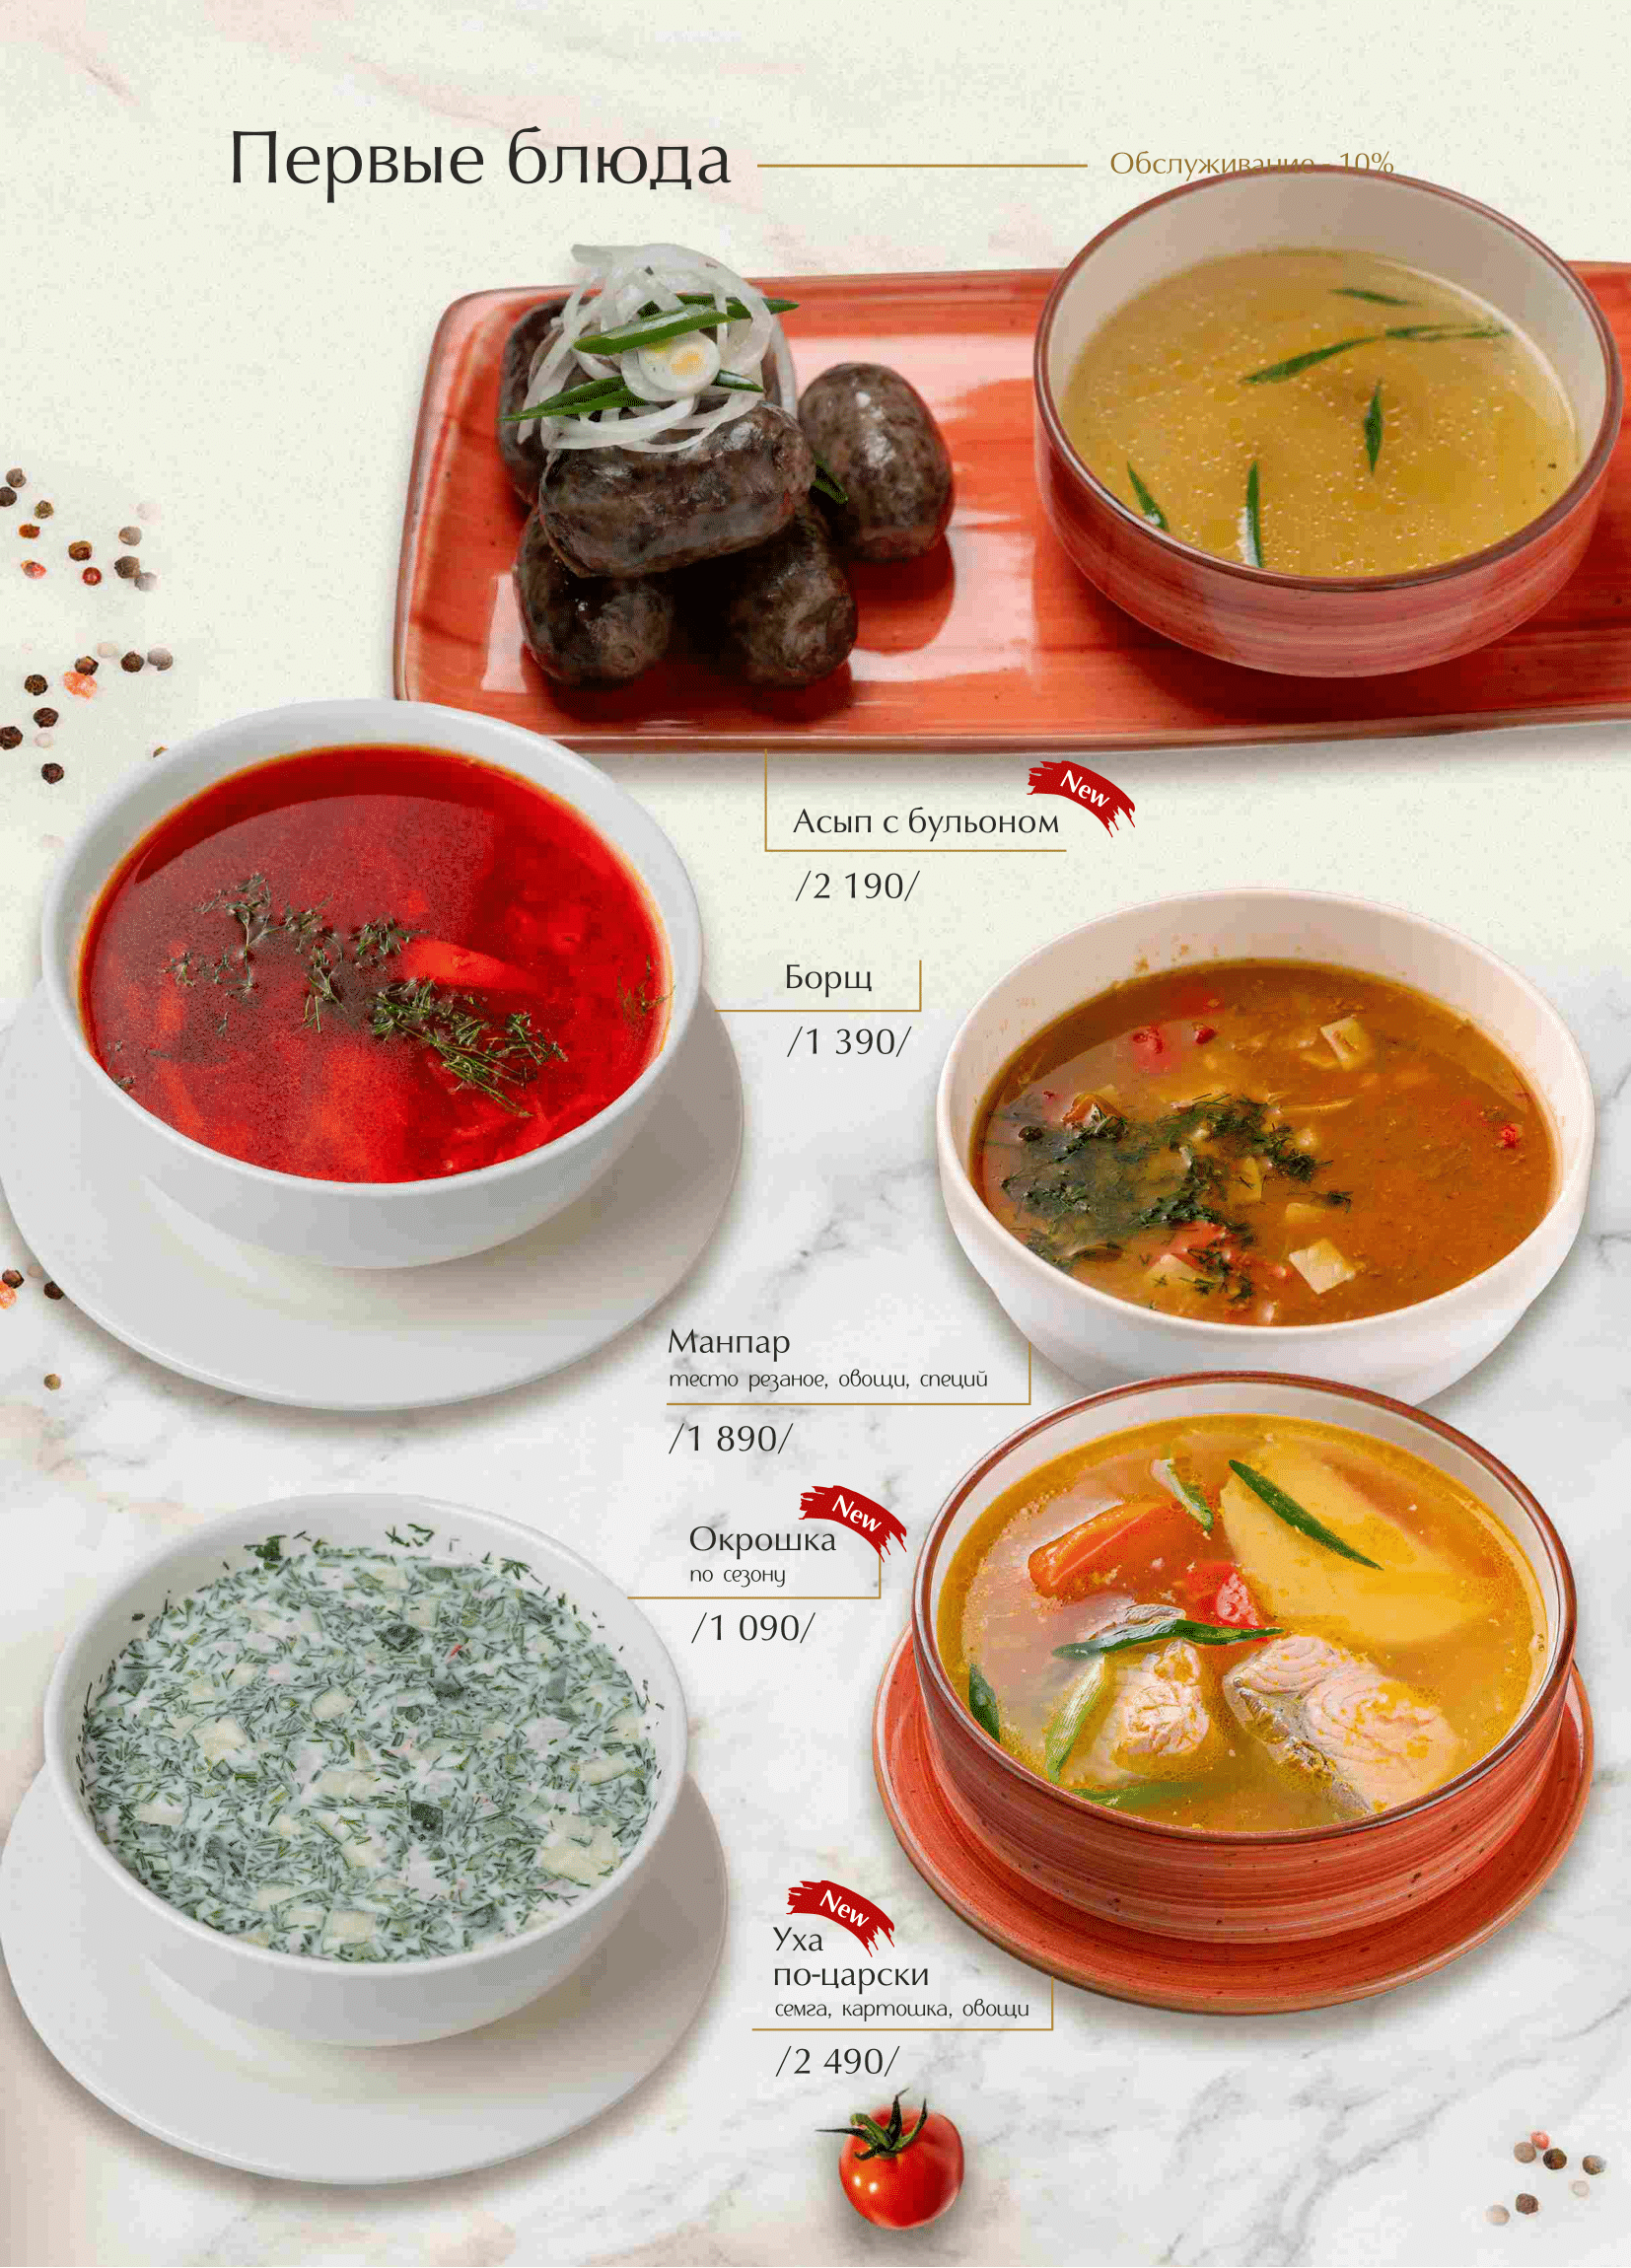 Первые блюда
Обслуживание - 10%
New
Асып с бульоном
/2 190/
Борщ
/1 390/
Манпар
тесто резаное, овощи, специй
/1 890/
New
Окрошка
по сезону
/1 090/
New
Уха
по-царски
семга, картошка, овощи
/2 490/